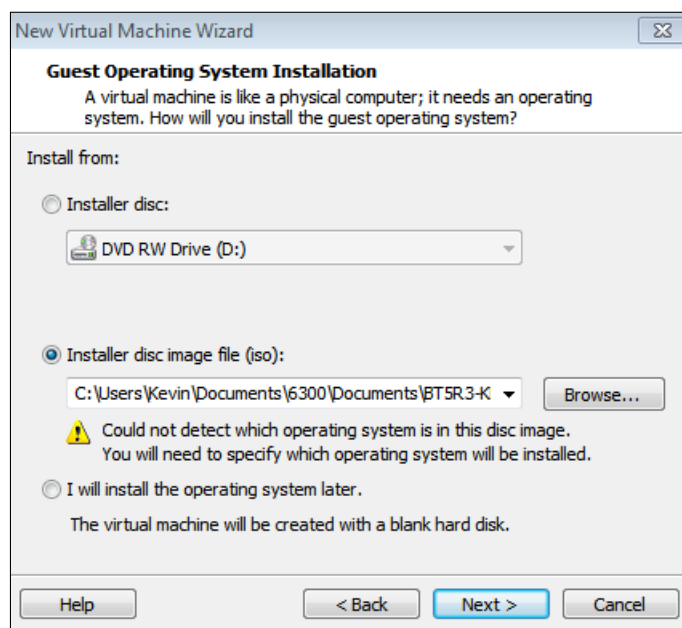 New Virtual Machine Wizard
Guest Operating System Installation
A virtual machine is like a physical computer; it needs an operating
system. How will you install the guest operating system?
Install from:
Installer disc:
DVD RW Drive (D:)
Installer disc image file (iso):
C:\Users\Kevin\Documents\6300\Documents\BT5R3-K
Browse...
Could not detect which operating system is in this disc image.
You will need to specify which operating system will be installed.
I will install the operating system later.
The virtual machine will be created with a blank hard disk.
Help
< Back
Next >
Cancel